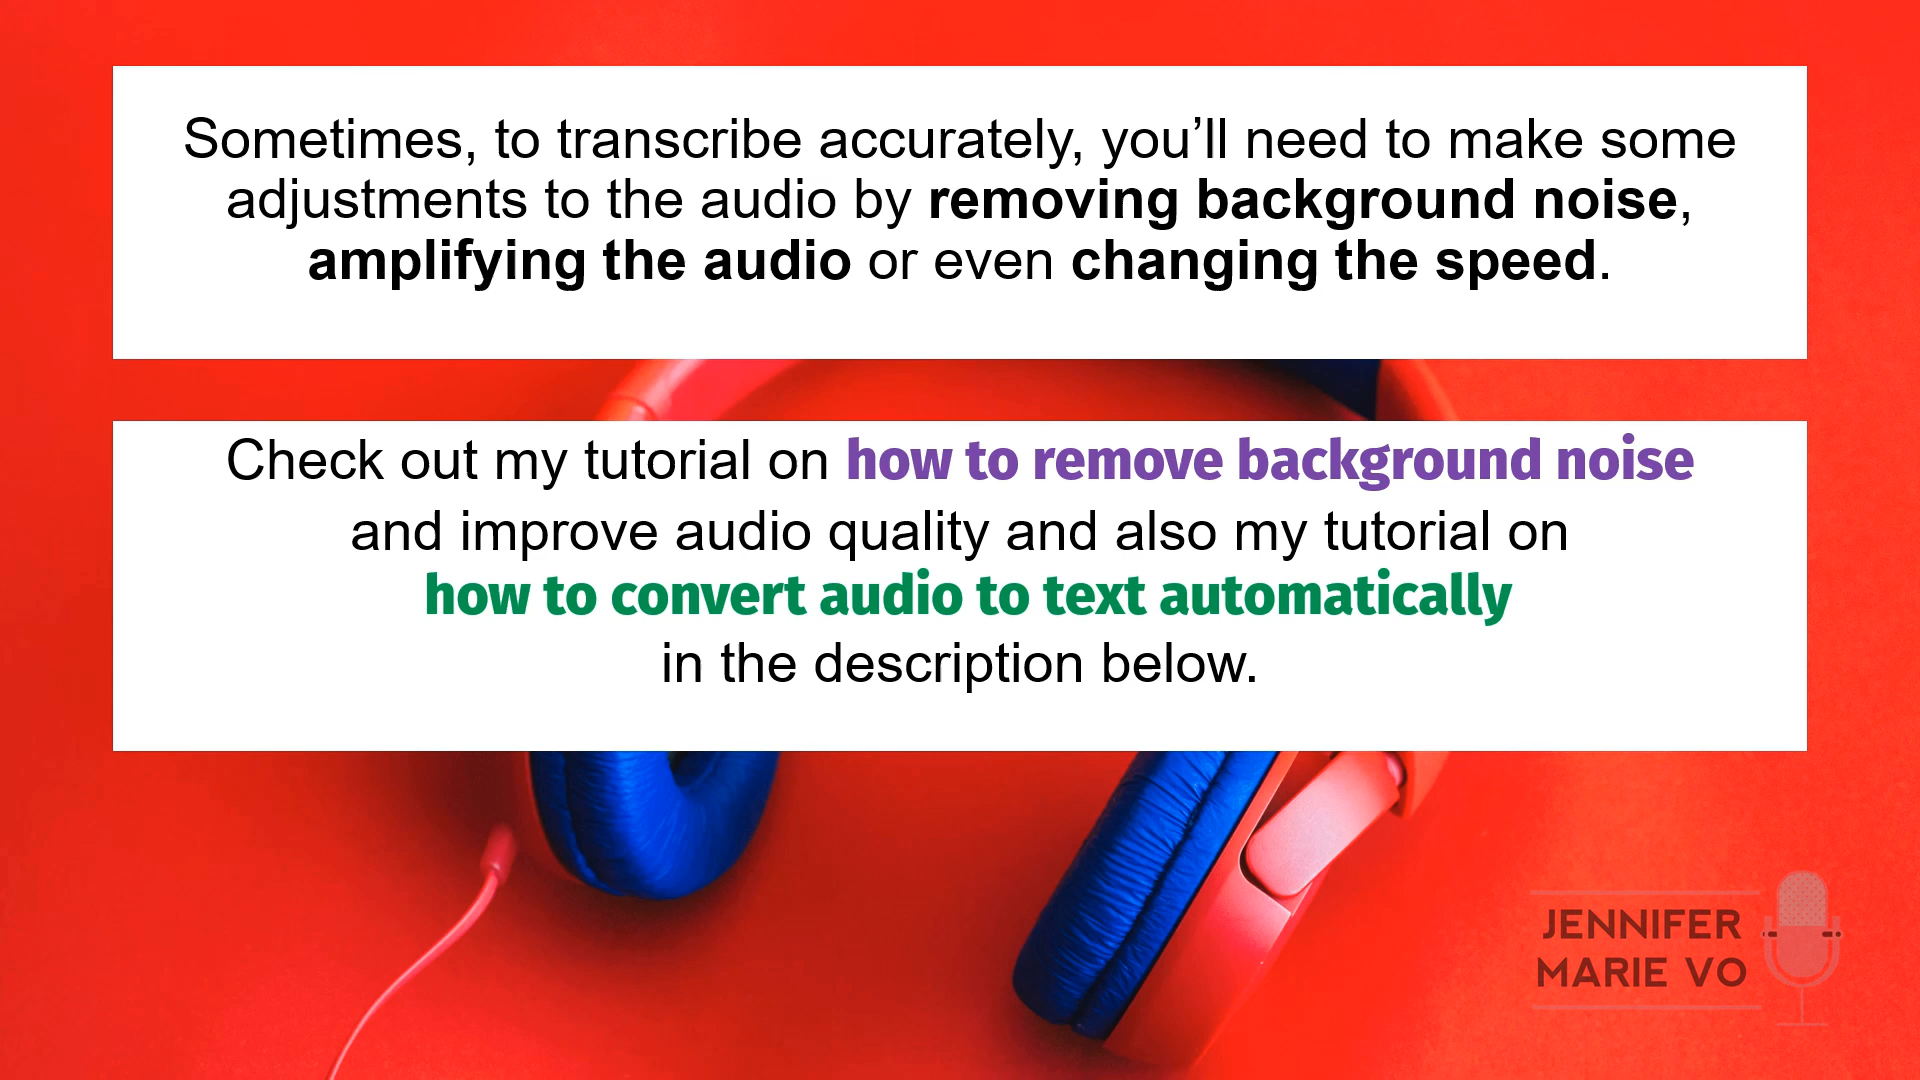 Sometimes, to transcribe accurately, you’ll need to make some
adjustments to the audio by removing background noise,
amplifying the audio or even changing the speed.
Check out my tutorial on how to remove background noise
and improve audio quality and also my tutorial on
how to convert audio to text automatically
in the description below.
JENNIFER
MARIE VO